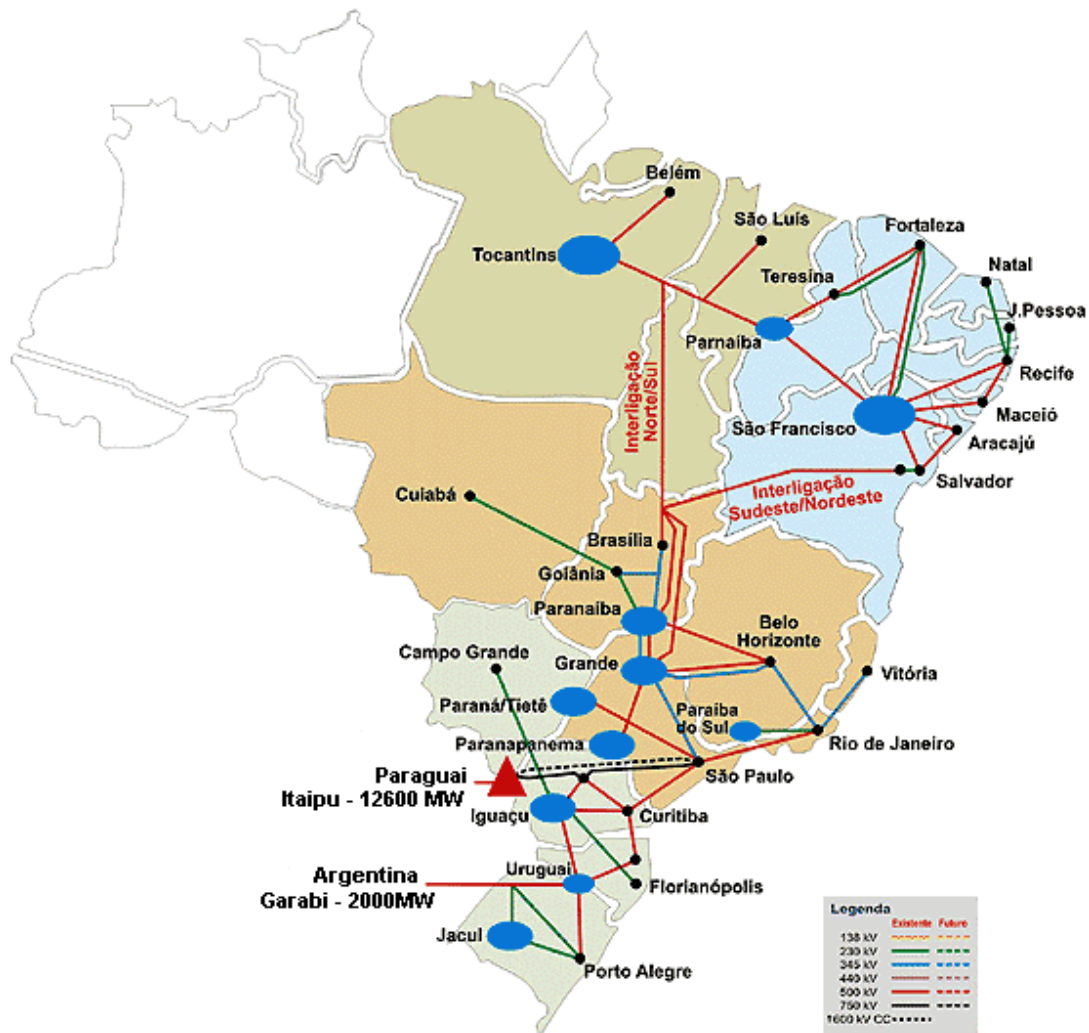 Belém
São Luís
Fortaleza
Tocantins
Teresina
Natal
J.Pessoa
Parnaíba
Recife
Interligação
Norte/Sul
São Francisco
Maceió
Aracajú
Salvador
Interligação
Sudeste/Nordeste
Cuiabá
Brasília
Goiânia
Paranaíba
Belo
Horizonte
Campo Grande
Grande
Vitória
Paraná/Tietê
Paraíba
do Sul
Paranapanema
Rio de Janeiro
São Paulo
Paraguai
Itaipu - 12600 MW
Iguaçu
Curitiba
Uruguai
Argentina
Garabi - 2000MW
Florianópolis
Jacuí
Porto Alegre
Legenda
Existente Futuro
138 kV
230 kV
345 kV
440 kV
500 kV
750 kV
1600 kV CC